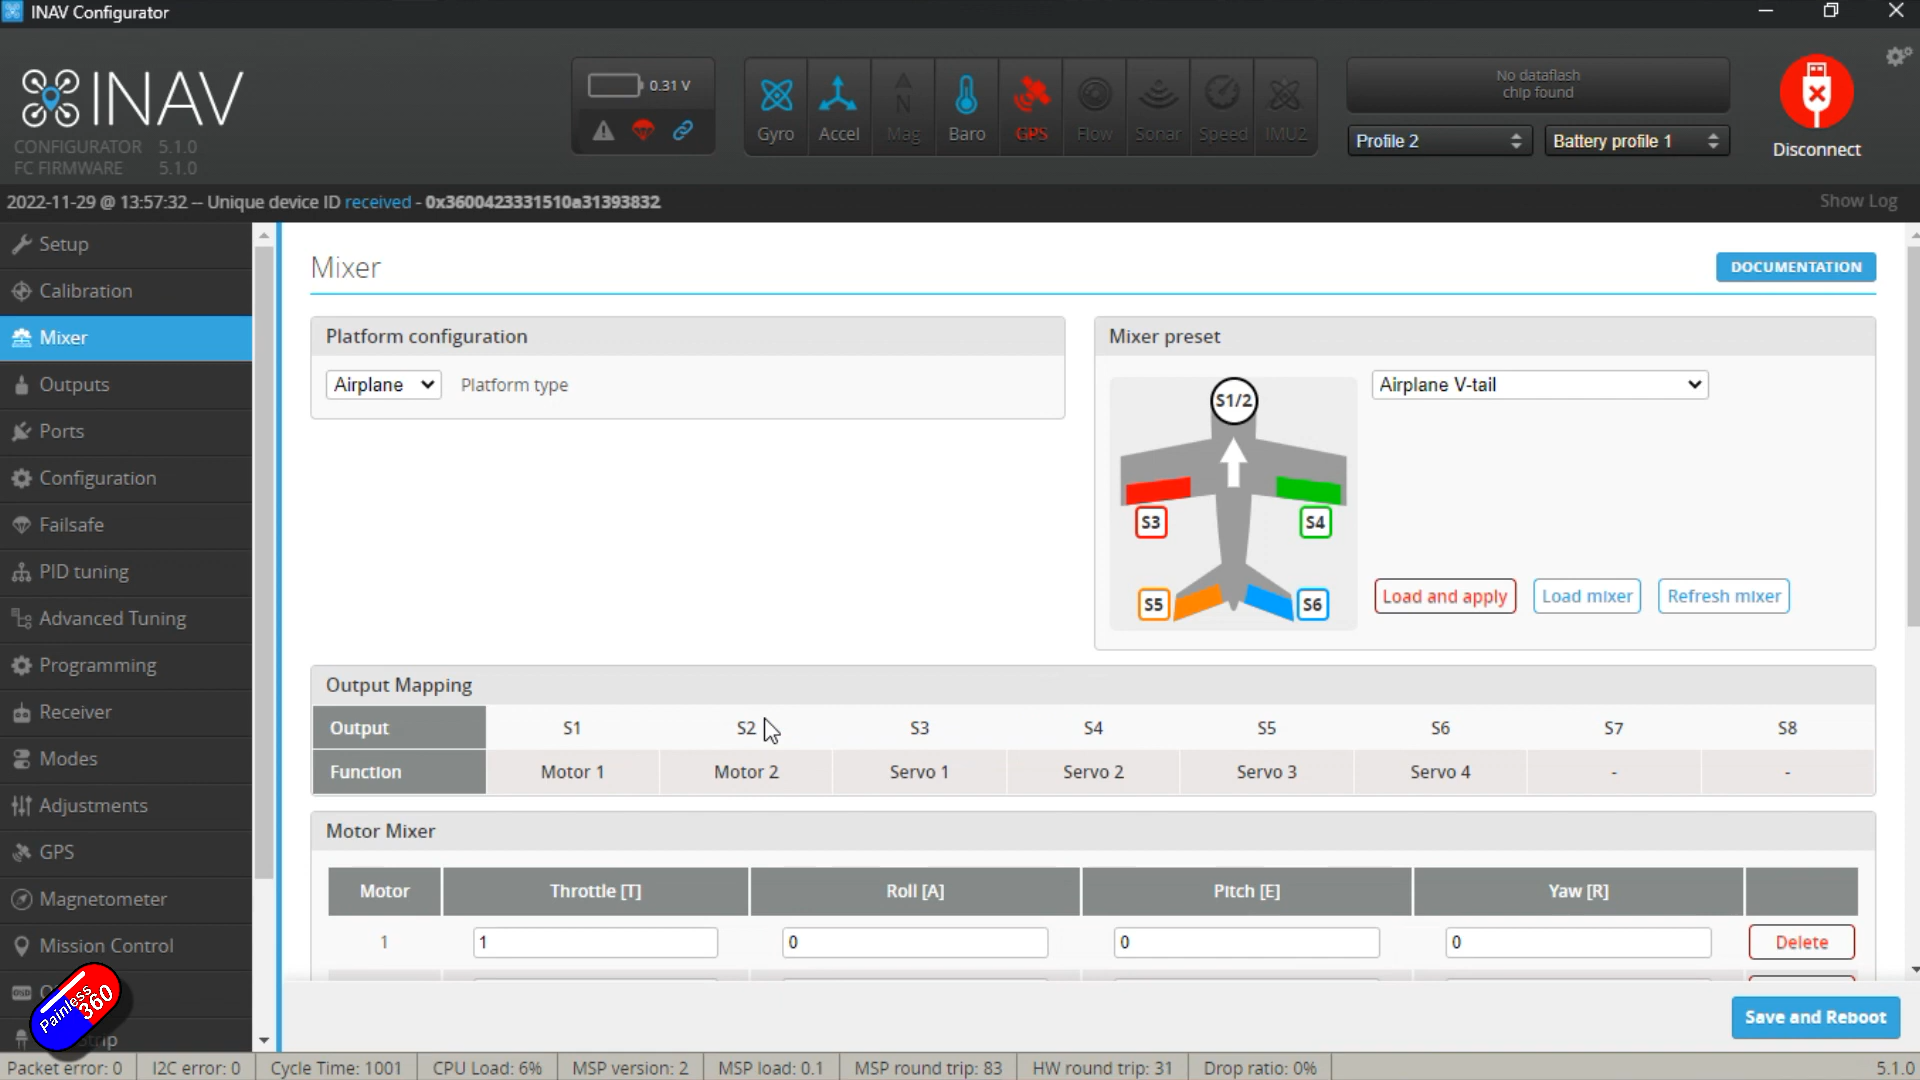 INAV Configurator
INAV
CONFIGURATOR 5.1.0
FC FIRMWARE 5.1.0
0.31 V
Gyro
Accel
Mag
Baro
GPS
Flow
Sonar
Speed
IMU2
No dataflash
chip found
Profile 2
Battery profile 1
Disconnect
2022-11-29 @ 13:57:32 -- Unique device ID received - 0x3600423331510a31393832
Show Log
Setup
Calibration
Mixer
Outputs
Ports
Configuration
Failsafe
PID tuning
Advanced Tuning
Programming
Receiver
Modes
Adjustments
GPS
Magnetometer
Mission Control
Painless
360
Mixer
DOCUMENTATION
Platform configuration
Airplane Platform type
Mixer preset
Airplane V-tail
S1/2
S3
S4
S5
S6
Load and apply
Load mixer
Refresh mixer
Output Mapping
Output S1 S2 S3 S4 S5 S6 S7 S8
Function Motor 1 Motor 2 Servo 1 Servo 2 Servo 3 Servo 4 - -
Motor Mixer
Motor Throttle [T] Roll [A] Pitch [E] Yaw [R]
1 1 0 0 0 Delete
Save and Reboot
Packet error: 0 I2C error: 0 Cycle Time: 1001 CPU Load: 6% MSP version: 2 MSP load: 0.1 MSP round trip: 83 HW round trip: 31 Drop ratio: 0% 5.1.0